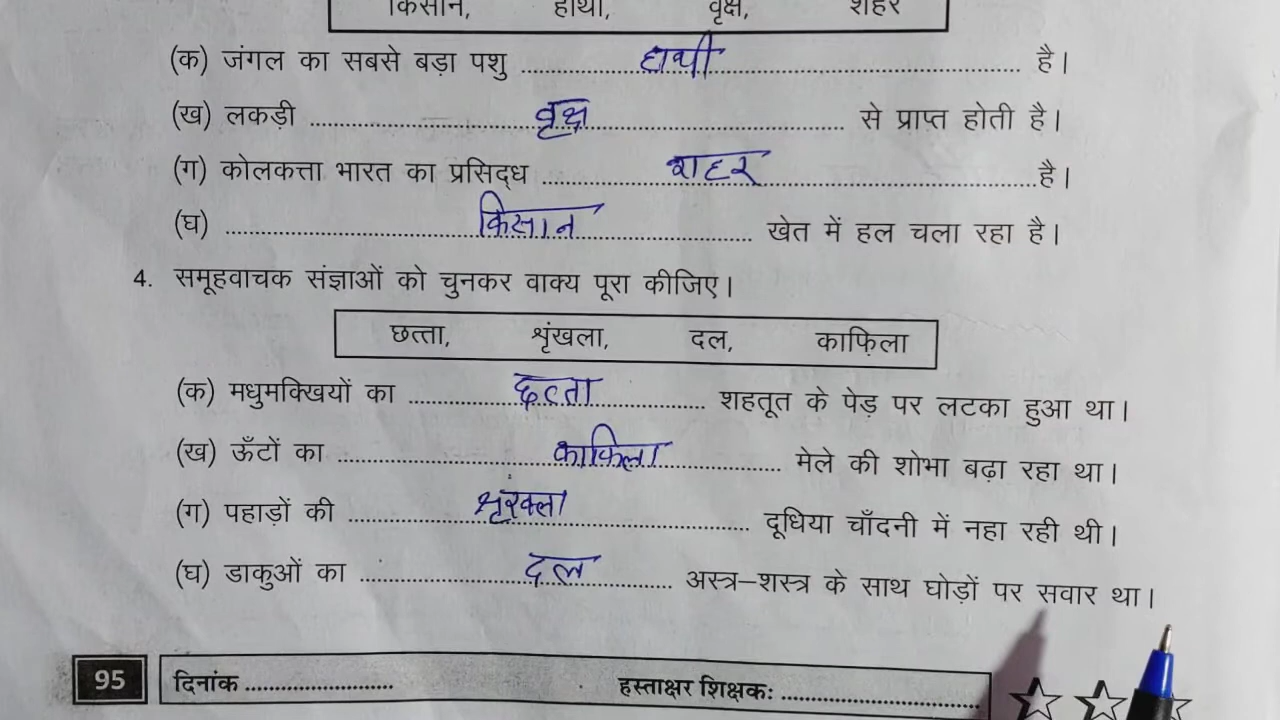 किसान, हाथी, वृक्ष, शहर
(क) जंगल का सबसे बड़ा पशु हाथी है।
(ख) लकड़ी वृक्ष से प्राप्त होती है।
(ग) कोलकत्ता भारत का प्रसिद्ध शहर है।
(घ) किसान खेत में हल चला रहा है।
4. समूहवाचक संज्ञाओं को चुनकर वाक्य पूरा कीजिए।
छत्ता, शृंखला, दल, काफ़िला
(क) मधुमक्खियों का छत्ता शहतूत के पेड़ पर लटका हुआ था।
(ख) ऊँटों का काफिला मेले की शोभा बढ़ा रहा था।
(ग) पहाड़ों की दूधिया चाँदनी में नहा रही थी।
(घ) डाकुओं का दल अस्त्र–शस्त्र के साथ घोड़ों पर सवार था।
95 दिनांक .................... हस्ताक्षर शिक्षक: ............................